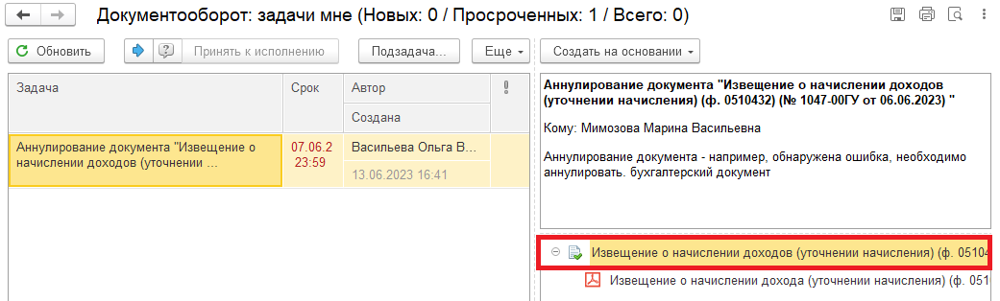 Документооборот: задачи мне (Новых: 0 / Просроченных: 1 / Всего: 0)
Обновить
Принять к исполнению
Подзадача...
Еще
Создать на основании
Задача
Срок
Автор
Создана
Аннулирование документа "Извещение о
начислении доходов (уточнении ...
07.06.2
23:59
Васильева Ольга В...
13.06.2023 16:41
Аннулирование документа "Извещение о начислении доходов
(уточнении начисления) (ф. 0510432) (№ 1047-00ГУ от 06.06.2023) "
Кому: Мимозова Марина Васильевна
Аннулирование документа - например, обнаружена ошибка, необходимо
аннулировать. бухгалтерский документ
Извещение о начислении доходов (уточнении начисления) (ф. 05104
Извещение о начислении дохода (уточнении начисления) (ф. 051